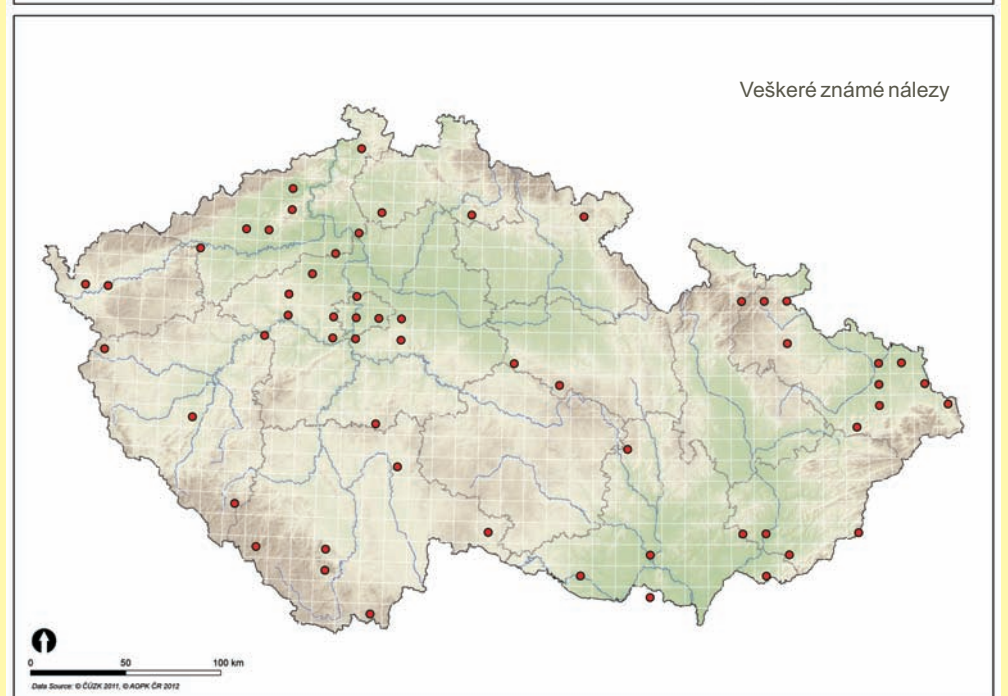 Veškeré známé nálezy
0 50 100 km
Data Source: © ČÚZK 2011, © AOPK ČR 2012